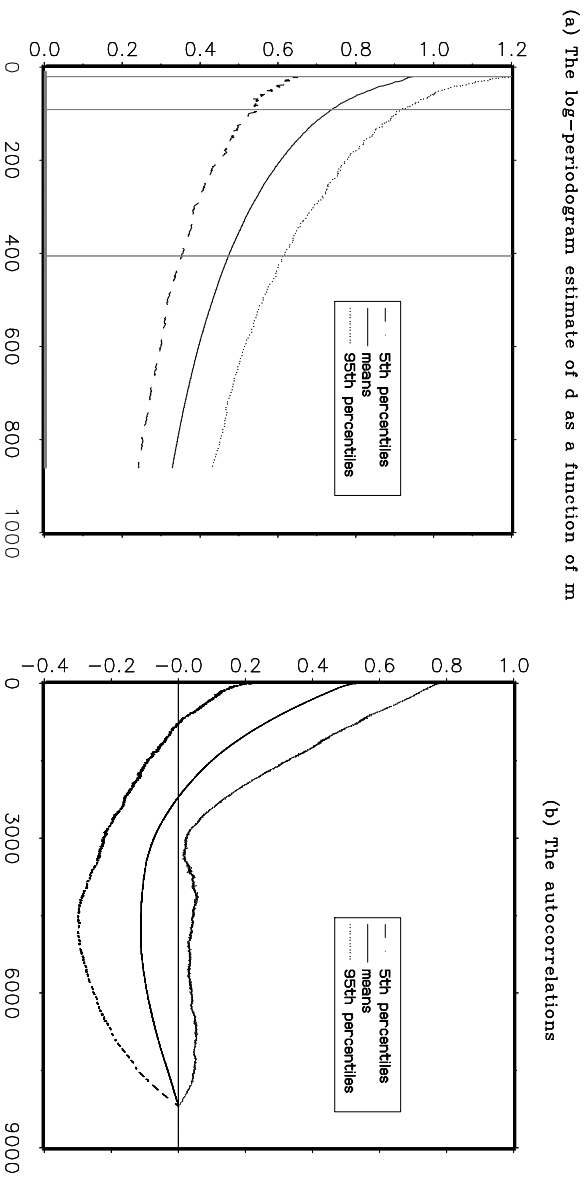 (a) The log-periodogram estimate of d as a function of m
1.2
1.0
0.8
0.6
0.4
0.2
0.0
0 200 400 600 800 1000
5th percentiles
means
95th percentiles
(b) The autocorrelations
1.0
0.8
0.6
0.4
0.2
-0.0
-0.2
-0.4
0 3000 6000 9000
5th percentiles
means
95th percentiles